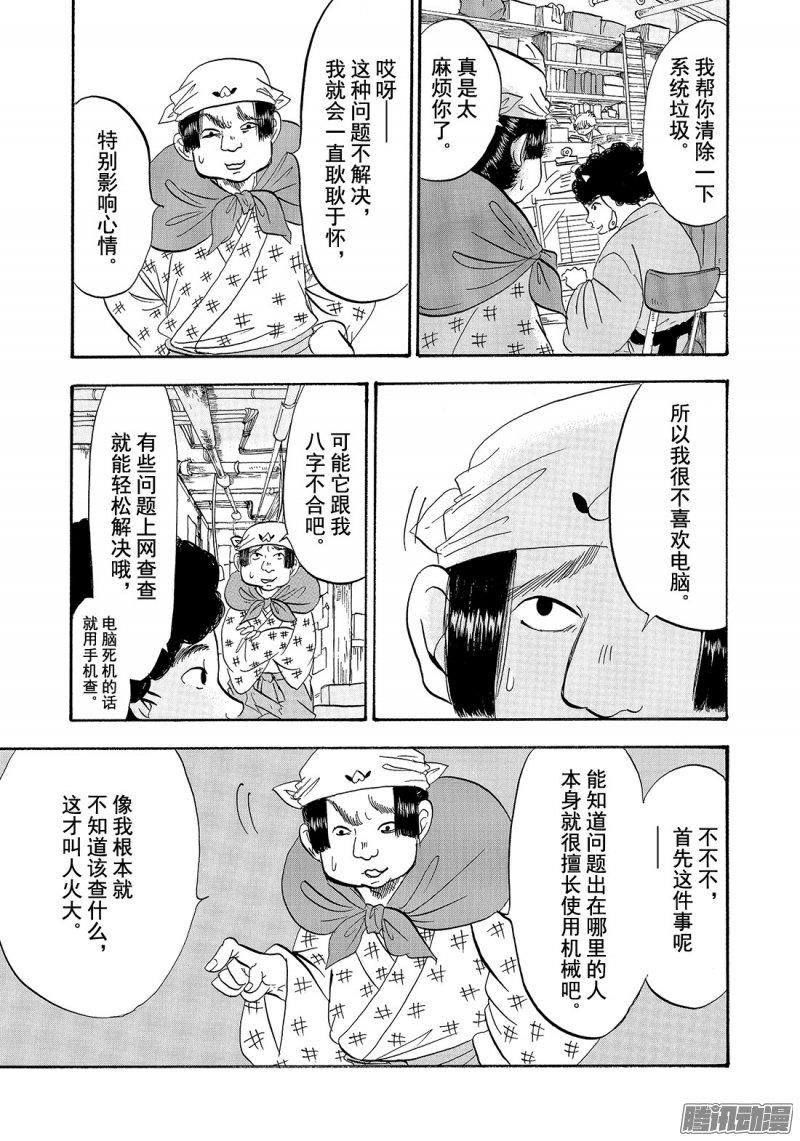 我帮你清除一下
系统垃圾。
真是太
麻烦你了。
哎呀——
这种问题不解决，
我就会一直耿耿于怀，
特别影响心情。
所以我很不喜欢电脑。
可能它跟我
八字不合吧。
有些问题上网查查
就能轻松解决哦，
电脑死机的话
就用手机查。
不不不，
首先这件事呢
——
能知道问题出在哪里的人
本身就很擅长使用机械吧。
像我根本就
不知道该查什么，
这才叫人火大。
腾讯动漫